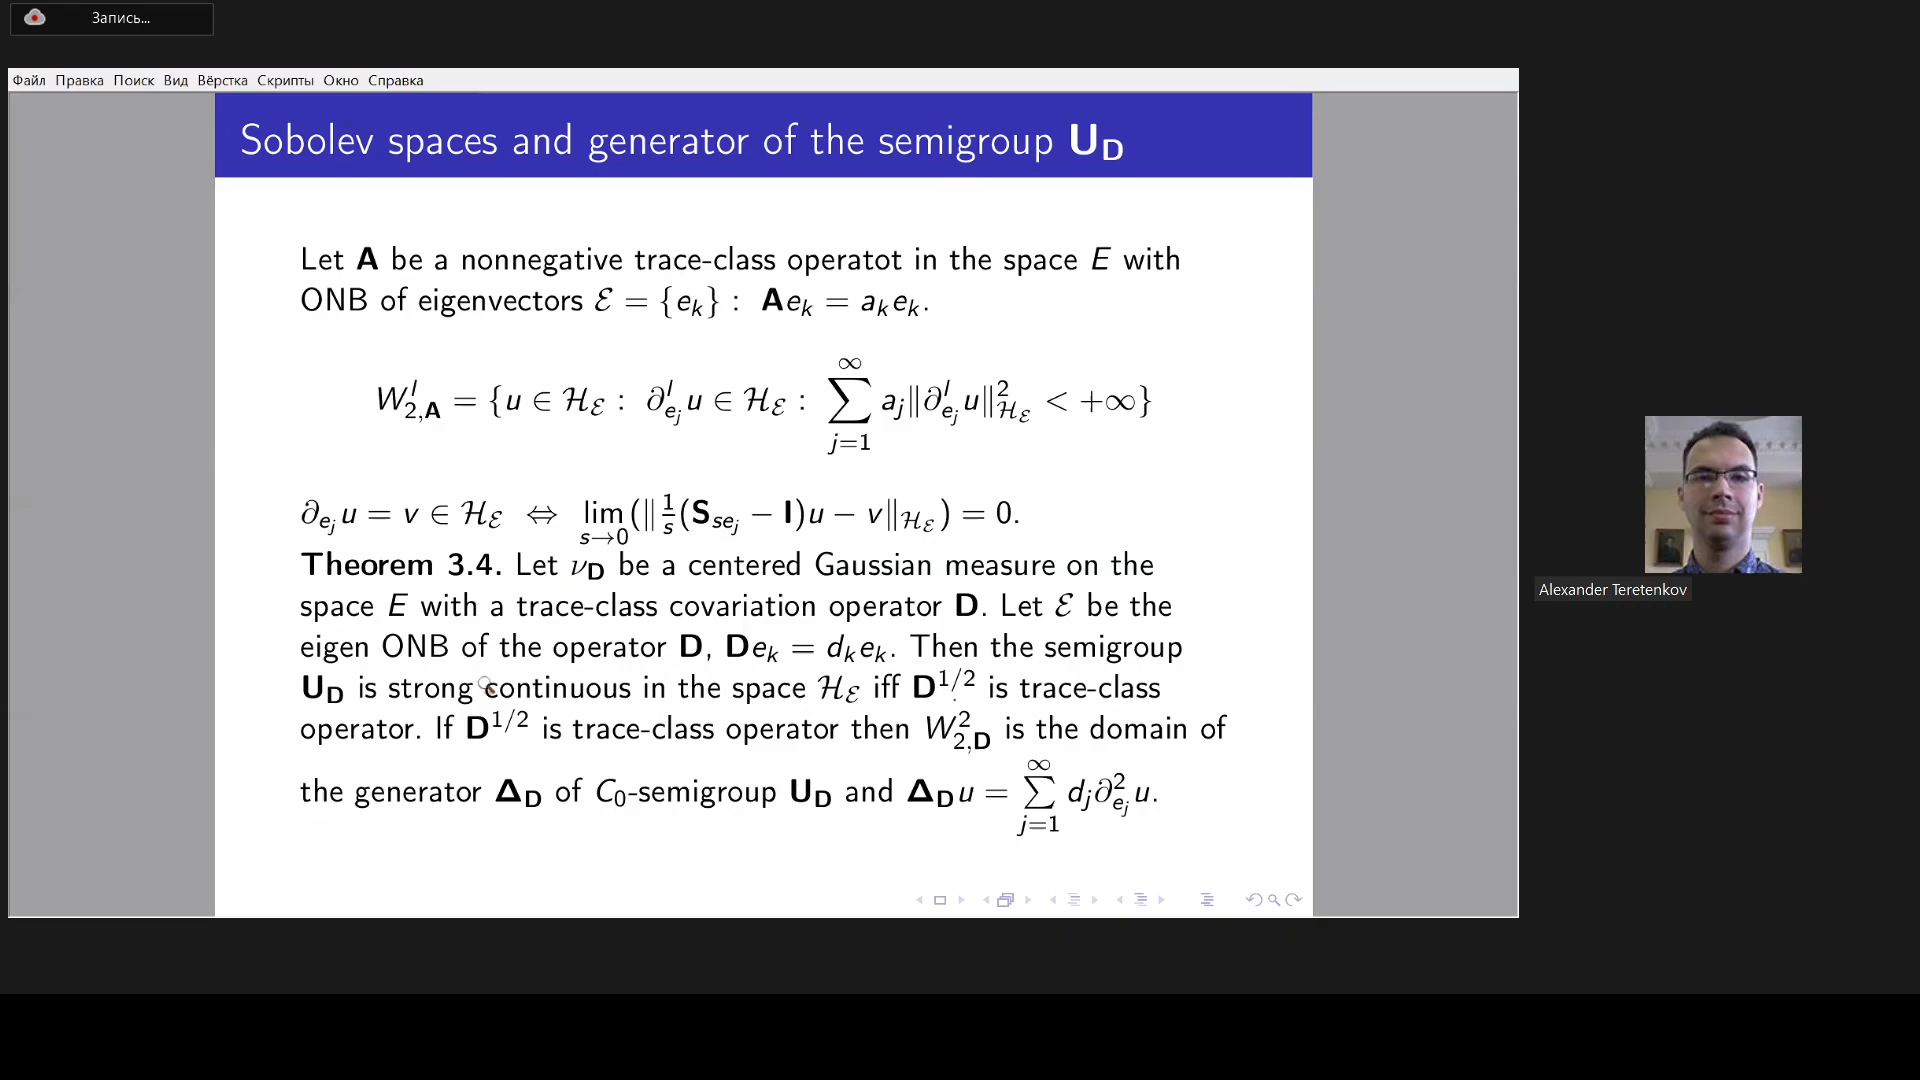 Запись...
Файл Правка Поиск Вид Вёрстка Скрипты Окно Справка
Sobolev spaces and generator of the semigroup U_D
Let A be a nonnegative trace-class operatot in the space E with
ONB of eigenvectors ℰ = {e_k} : Ae_k = a_k e_k.
W^l_{2,A} = {u ∈ ℋ_ℰ : ∂^l_{e_j} u ∈ ℋ_ℰ : ∑_{j=1}^∞ a_j‖∂^l_{e_j} u‖²_{ℋ_ℰ} < +∞}
∂_{e_j} u = v ∈ ℋ_ℰ ⇔ lim_{s→0} (‖1/s (S_{se_j} − I)u − v‖_{ℋ_ℰ}) = 0.
Theorem 3.4. Let ν_D be a centered Gaussian measure on the
space E with a trace-class covariation operator D. Let ℰ be the
eigen ONB of the operator D, De_k = d_k e_k. Then the semigroup
U_D is strong continuous in the space ℋ_ℰ iff D^{1/2} is trace-class
operator. If D^{1/2} is trace-class operator then W²_{2,D} is the domain of
the generator Δ_D of C₀-semigroup U_D and Δ_D u = ∑_{j=1}^∞ d_j ∂²_{e_j} u.
Alexander Teretenkov